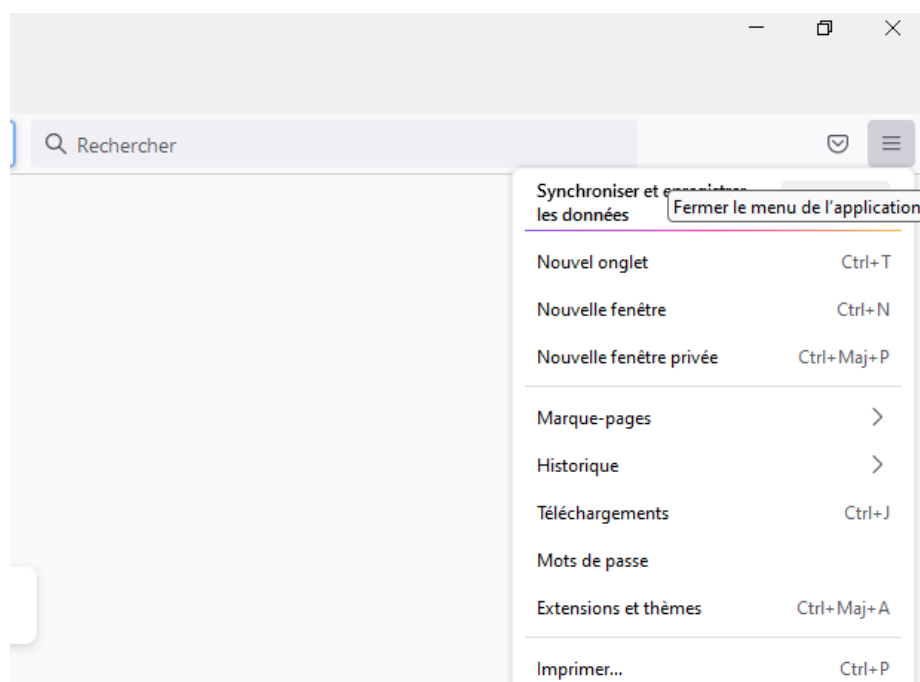 Rechercher
Synchroniser et enregistrer
les données
Fermer le menu de l'application
Nouvel onglet Ctrl+T
Nouvelle fenêtre Ctrl+N
Nouvelle fenêtre privée Ctrl+Maj+P
Marque-pages
Historique
Téléchargements Ctrl+J
Mots de passe
Extensions et thèmes Ctrl+Maj+A
Imprimer... Ctrl+P